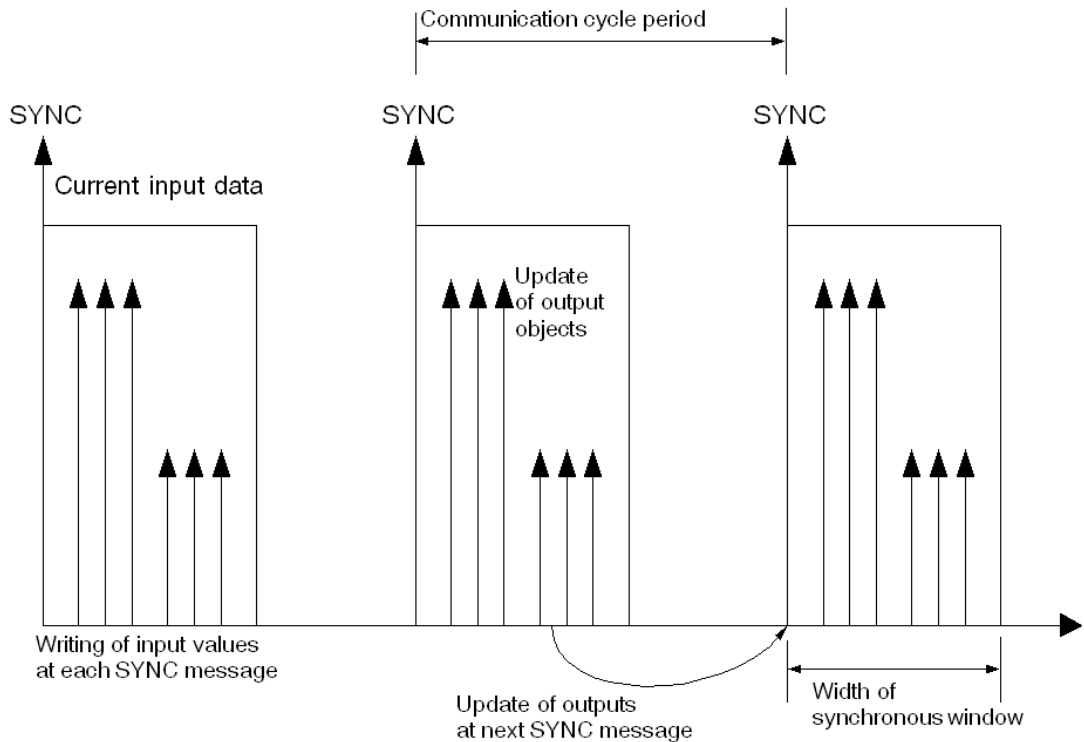 Communication cycle period
SYNC
SYNC
SYNC
Current input data
Update
of output
objects
Writing of input values
at each SYNC message
Update of outputs
at next SYNC message
Width of
synchronous window